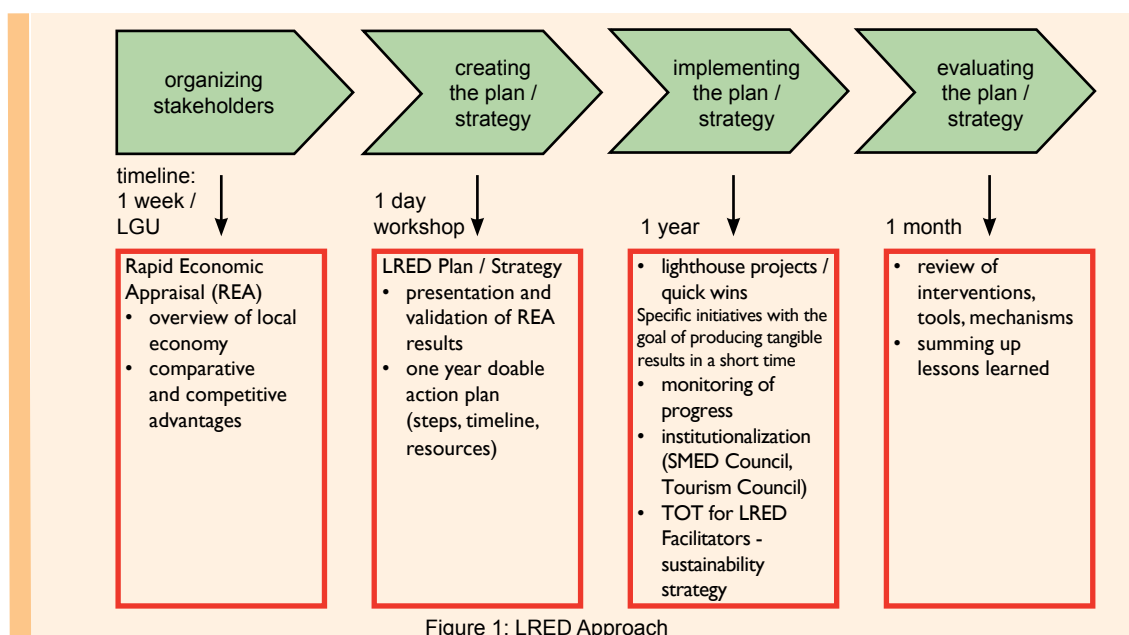 organizing
stakeholders
creating
the plan /
strategy
implementing
the plan /
strategy
evaluating
the plan /
strategy
timeline:
1 week /
LGU
1 day
workshop
1 year
1 month
Rapid Economic
Appraisal (REA)
• overview of local
economy
• comparative
and competitive
advantages
LRED Plan / Strategy
• presentation and
validation of REA
results
• one year doable
action plan
(steps, timeline,
resources)
• lighthouse projects /
quick wins
Specific initiatives with the
goal of producing tangible
results in a short time
• monitoring of
progress
• institutionalization
(SMED Council,
Tourism Council)
• TOT for LRED
Facilitators -
sustainability
strategy
• review of
interventions,
tools, mechanisms
• summing up
lessons learned
Figure 1: LRED Approach